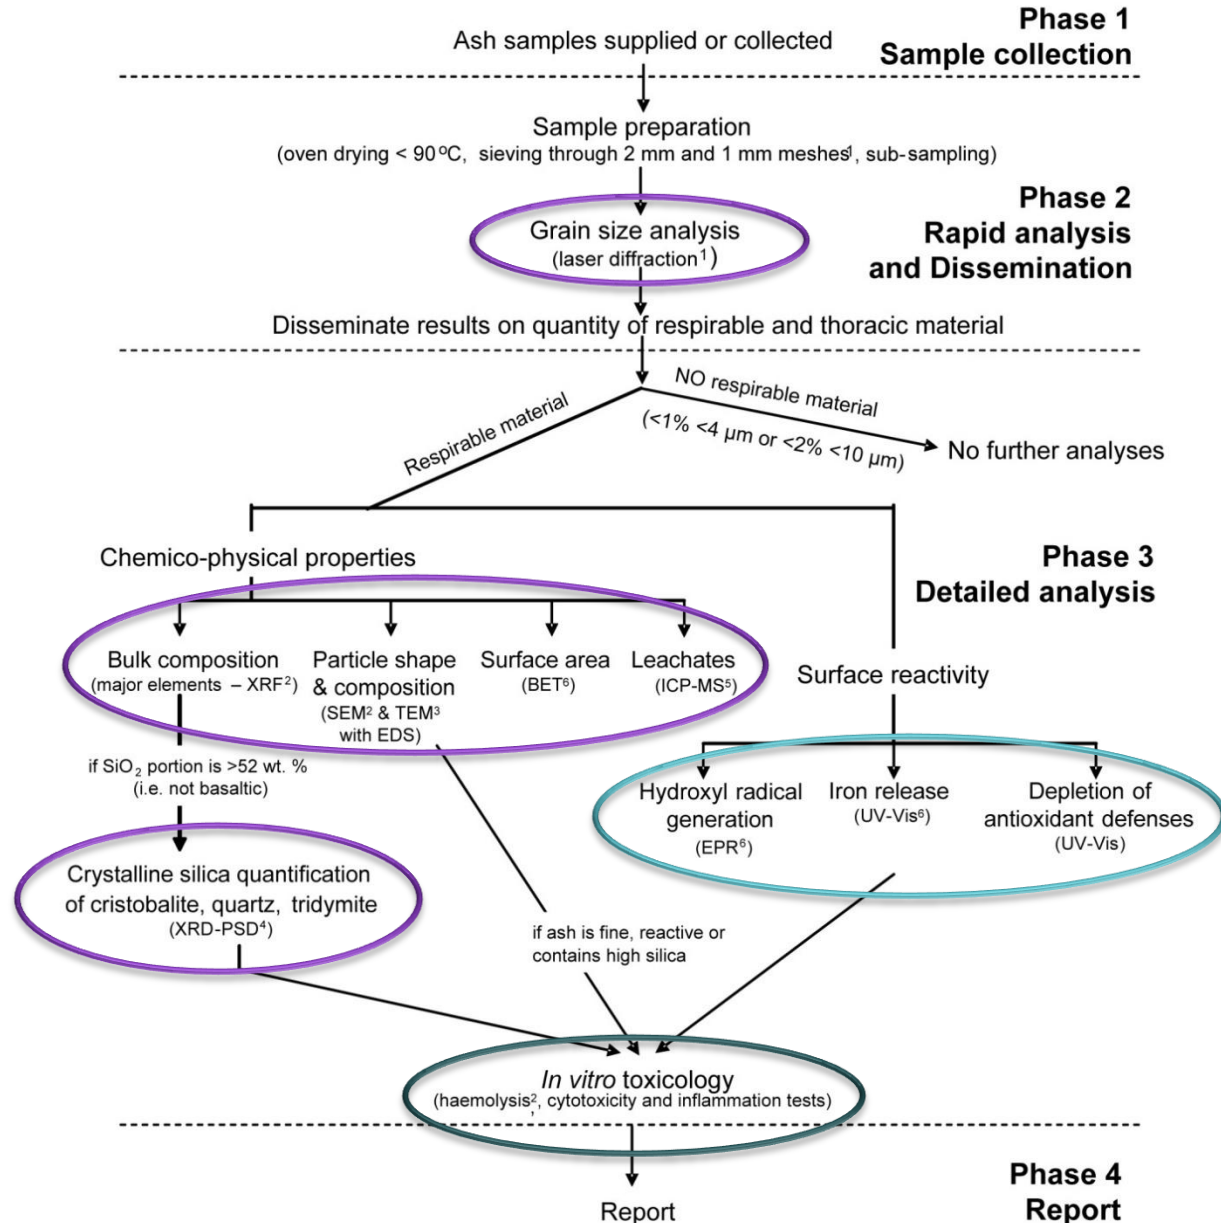 Phase 1
Sample collection
Ash samples supplied or collected
Sample preparation
(oven drying < 90°C, sieving through 2 mm and 1 mm meshes¹, sub-sampling)
Phase 2
Rapid analysis
and Dissemination
Grain size analysis
(laser diffraction¹)
Disseminate results on quantity of respirable and thoracic material
Respirable material
NO respirable material
(<1% <4 µm or <2% <10 µm)
No further analyses
Phase 3
Detailed analysis
Chemico-physical properties
Bulk composition
(major elements – XRF²)
Particle shape
& composition
(SEM² & TEM³
with EDS
Surface area
(BET⁶)
Leachates
(ICP-MS⁵)
Surface reactivity
if SiO₂ portion is >52 wt. %
(i.e. not basaltic)
Hydroxyl radical
generation
(EPR⁶)
Iron release
(UV-Vis⁶)
Depletion of
antioxidant defenses
(UV-Vis)
Crystalline silica quantification
of cristobalite, quartz, tridymite
(XRD-PSD⁴)
if ash is fine, reactive or
contains high silica
In vitro toxicology
(haemolysis², cytotoxicity and inflammation tests)
Phase 4
Report
Report